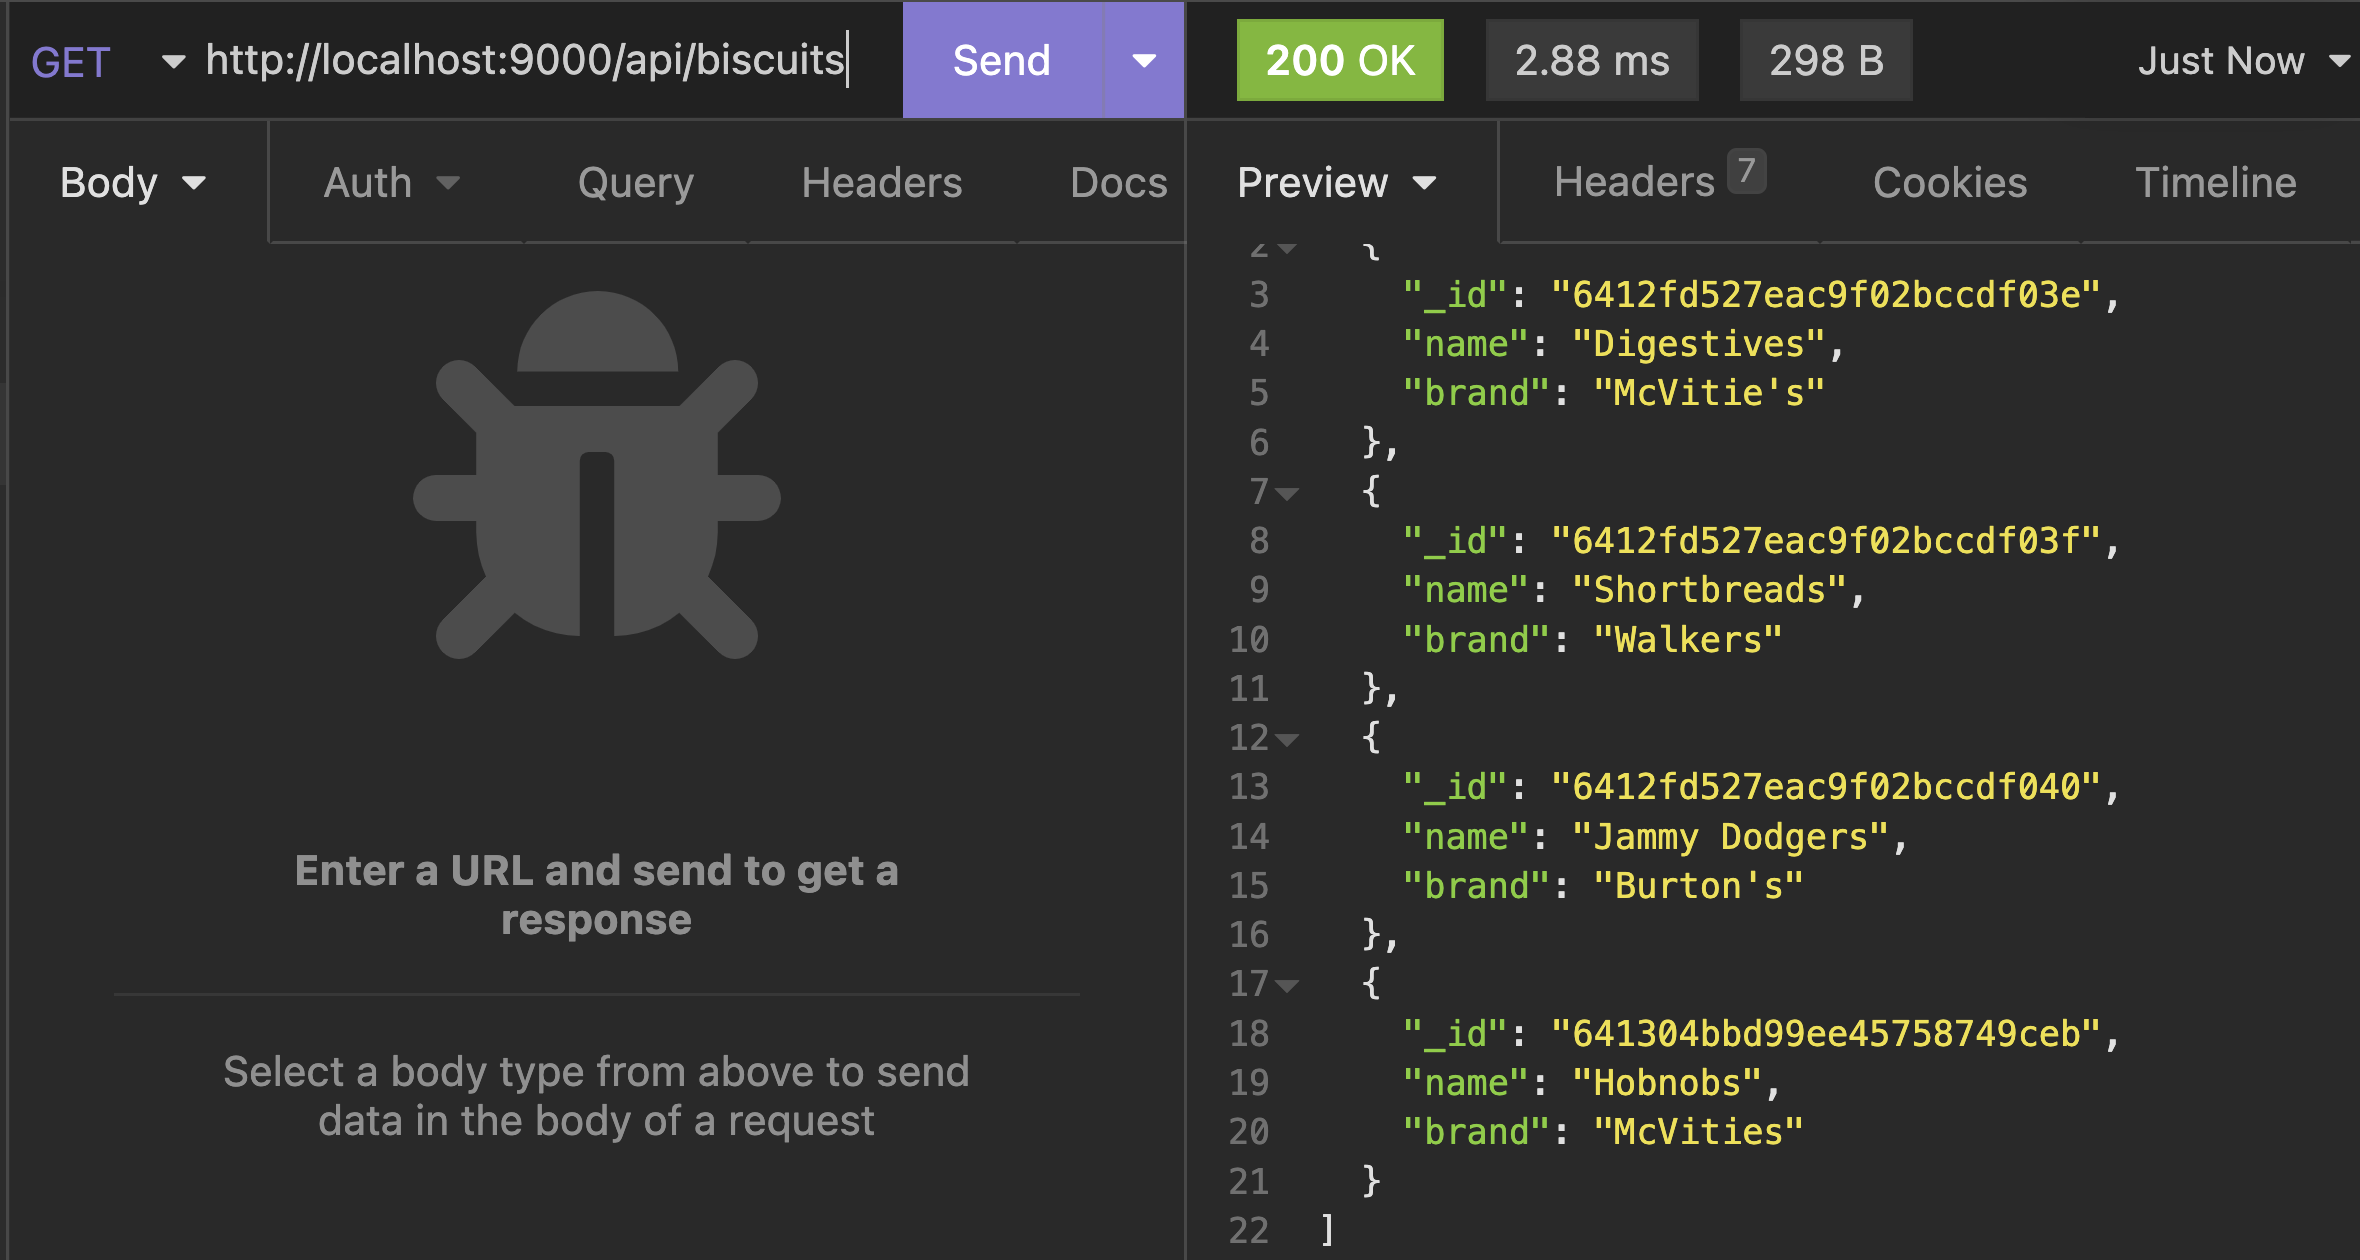 GET http://localhost:9000/api/biscuits Send
Body Auth Query Headers Docs
Enter a URL and send to get a
response
Select a body type from above to send
data in the body of a request
200 OK 2.88 ms 298 B Just Now
Preview Headers 7 Cookies Timeline
2 {
3 "_id": "6412fd527eac9f02bccdf03e",
4 "name": "Digestives",
5 "brand": "McVitie's"
6 },
7 {
8 "_id": "6412fd527eac9f02bccdf03f",
9 "name": "Shortbreads",
10 "brand": "Walkers"
11 },
12 {
13 "_id": "6412fd527eac9f02bccdf040",
14 "name": "Jammy Dodgers",
15 "brand": "Burton's"
16 },
17 {
18 "_id": "641304bbd99ee45758749ceb",
19 "name": "Hobnobs",
20 "brand": "McVities"
21 }
22 ]